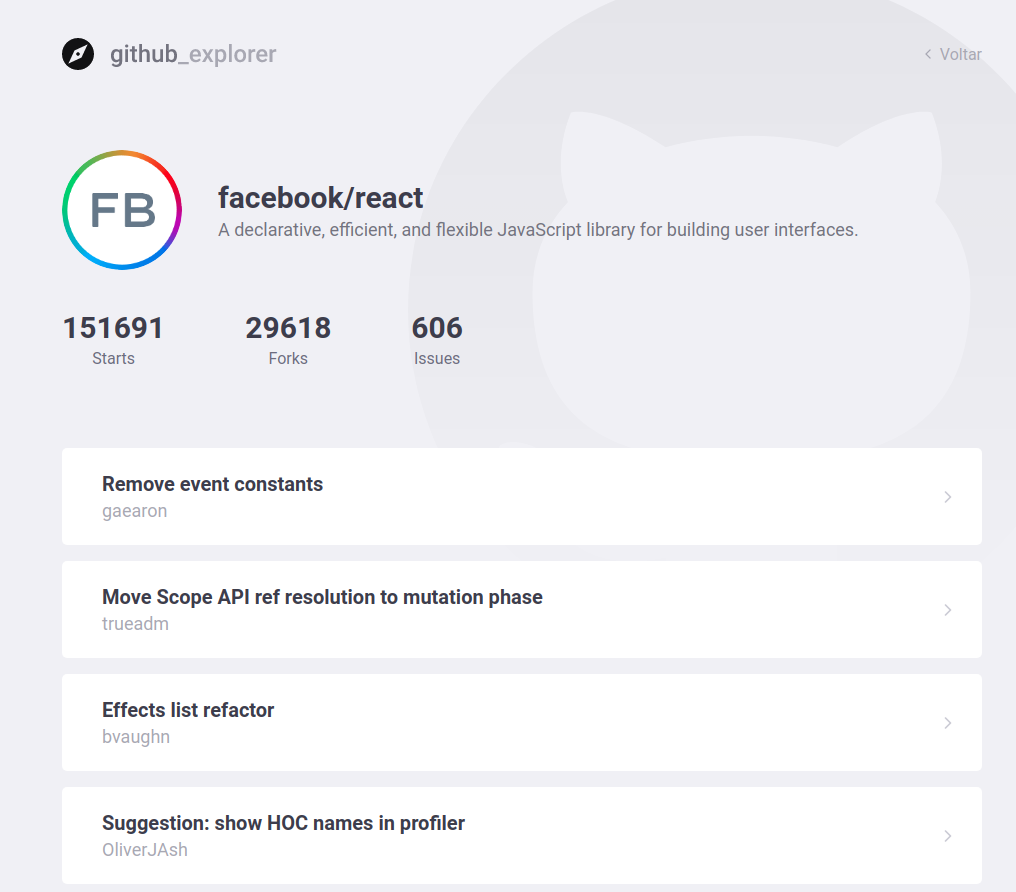 github_explorer
Voltar
FB
facebook/react
A declarative, efficient, and flexible JavaScript library for building user interfaces.
151691 29618 606
Starts Forks Issues
Remove event constants
gaearon
Move Scope API ref resolution to mutation phase
trueadm
Effects list refactor
bvaughn
Suggestion: show HOC names in profiler
OliverJAsh